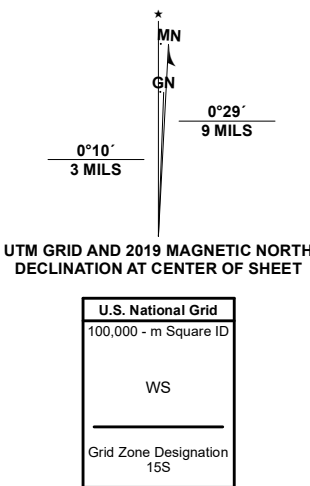 ★
MN
GN
0°29´
9 MILS
0°10´
3 MILS
UTM GRID AND 2019 MAGNETIC NORTH
DECLINATION AT CENTER OF SHEET
U.S. National Grid
100,000 - m Square ID
WS
Grid Zone Designation
15S